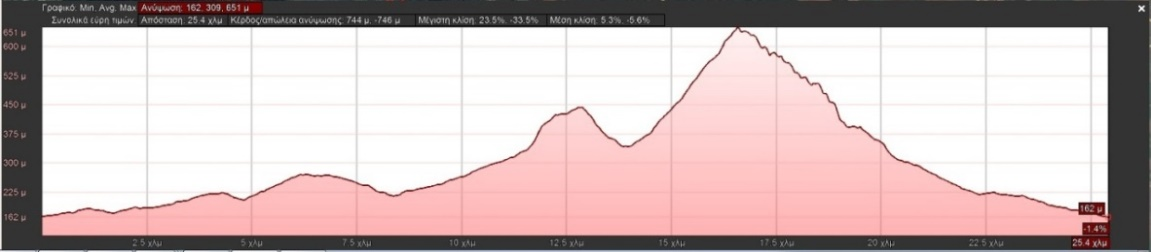 Γραφικό: Min, Avg, Max Ανύψωση: 162, 309, 651 μ
Συνολικά εύρη τιμών: Απόσταση: 25.4 χλμ Κέρδος/απώλεια ανύψωσης: 744 μ, -746 μ Μέγιστη κλίση: 23.5%, -33.5% Μέση κλίση: 5.3%, -5.6%
651 μ
600 μ
525 μ
450 μ
375 μ
300 μ
225 μ
162 μ
162 μ
-1.4%
2.5 χλμ 5 χλμ 7.5 χλμ 10 χλμ 12.5 χλμ 15 χλμ 17.5 χλμ 20 χλμ 22.5 χλμ 25.4 χλμ